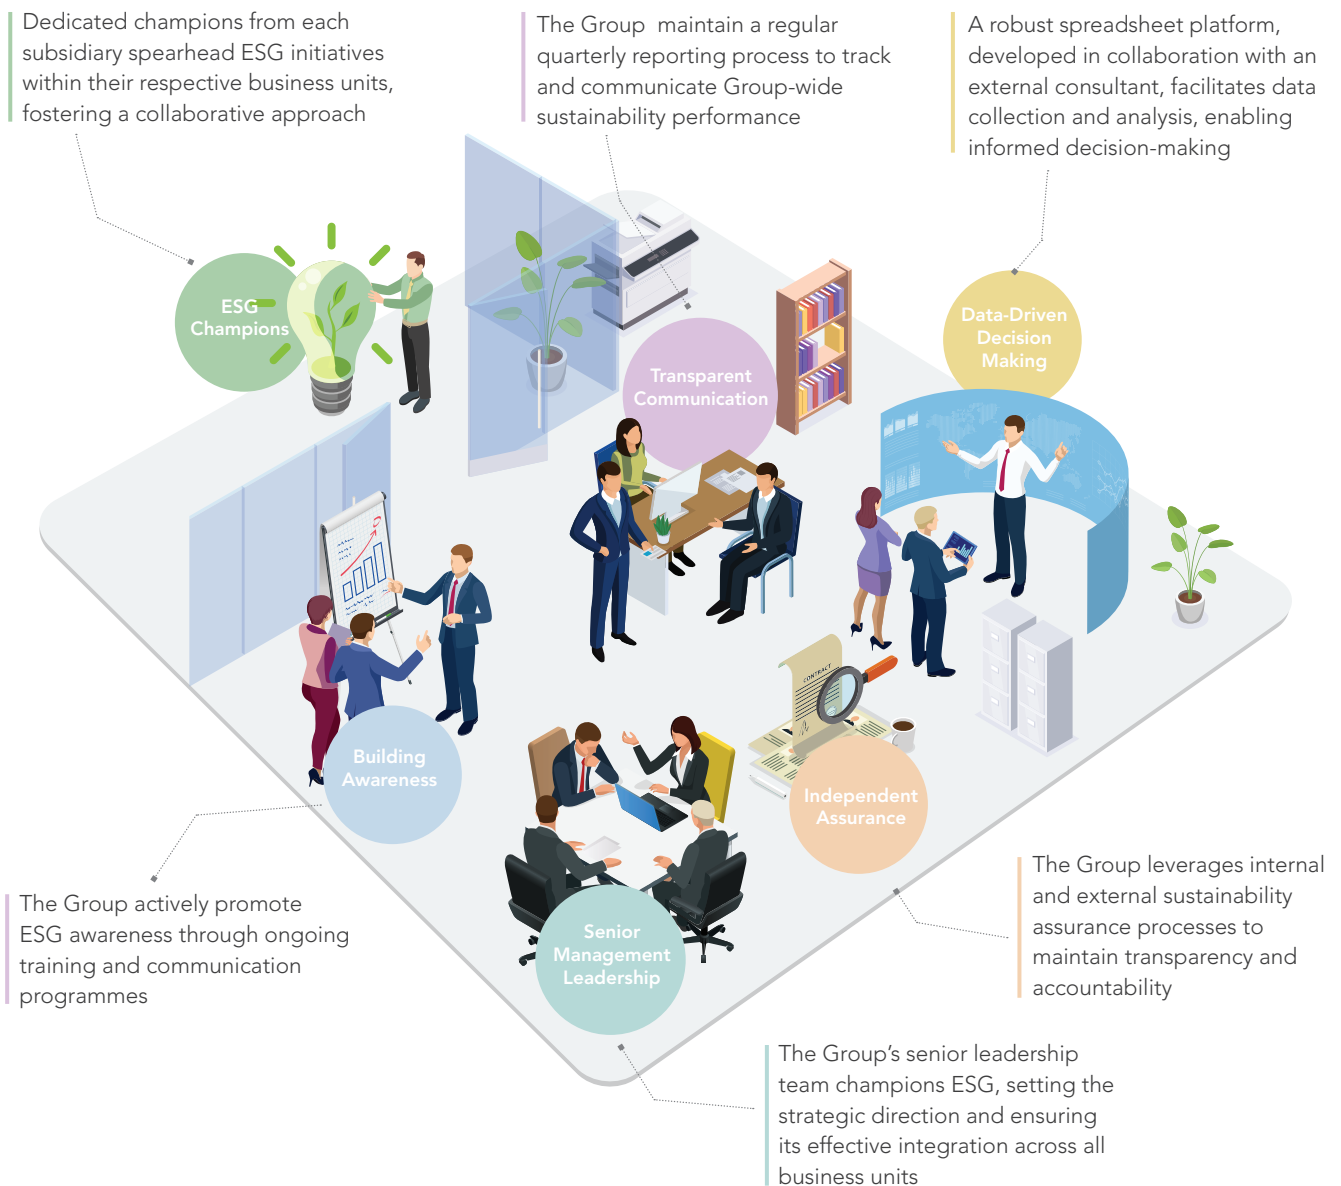 Dedicated champions from each
subsidiary spearhead ESG initiatives
within their respective business units,
fostering a collaborative approach
The Group maintain a regular
quarterly reporting process to track
and communicate Group-wide
sustainability performance
A robust spreadsheet platform,
developed in collaboration with an
external consultant, facilitates data
collection and analysis, enabling
informed decision-making
ESG
Champions
Transparent
Communication
Data-Driven
Decision
Making
CONTRACT
Building
Awareness
Independent
Assurance
Senior
Management
Leadership
The Group actively promote
ESG awareness through ongoing
training and communication
programmes
The Group leverages internal
and external sustainability
assurance processes to
maintain transparency and
accountability
The Group's senior leadership
team champions ESG, setting the
strategic direction and ensuring
its effective integration across all
business units